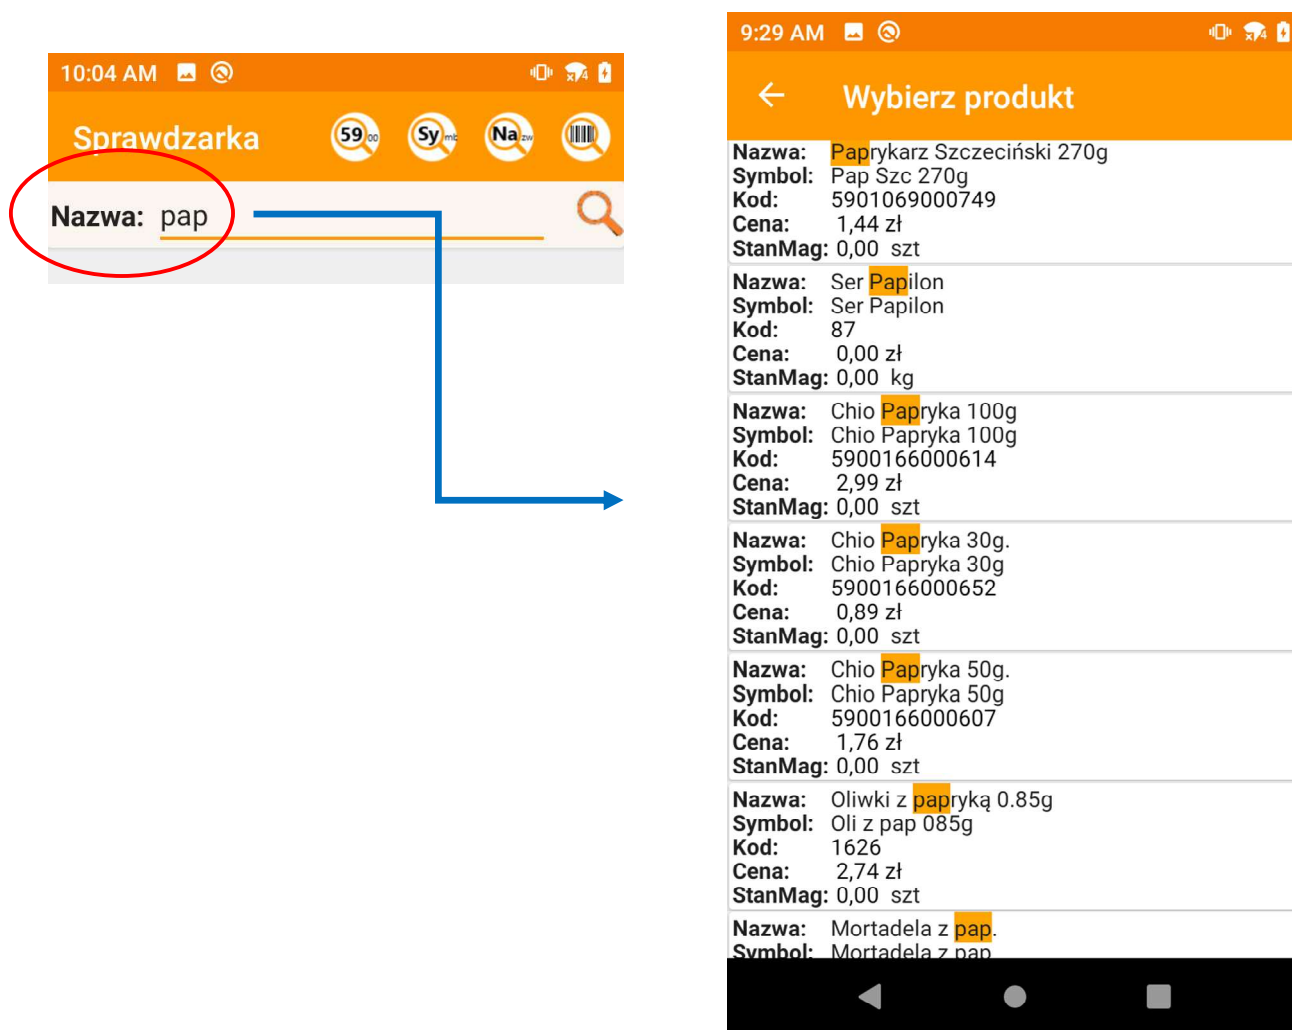 10:04 AM
Sprawdzarka
59,00
Symb
Nazw
Nazwa: pap
9:29 AM
Wybierz produkt
Nazwa: Paprykarz Szczeciński 270g
Symbol: Pap Szc 270g
Kod: 5901069000749
Cena: 1,44 zł
StanMag: 0,00 szt
Nazwa: Ser Papilon
Symbol: Ser Papilon
Kod: 87
Cena: 0,00 zł
StanMag: 0,00 kg
Nazwa: Chio Papryka 100g
Symbol: Chio Papryka 100g
Kod: 5900166000614
Cena: 2,99 zł
StanMag: 0,00 szt
Nazwa: Chio Papryka 30g.
Symbol: Chio Papryka 30g
Kod: 5900166000652
Cena: 0,89 zł
StanMag: 0,00 szt
Nazwa: Chio Papryka 50g.
Symbol: Chio Papryka 50g
Kod: 5900166000607
Cena: 1,76 zł
StanMag: 0,00 szt
Nazwa: Oliwki z papryką 0.85g
Symbol: Oli z pap 085g
Kod: 1626
Cena: 2,74 zł
StanMag: 0,00 szt
Nazwa: Mortadela z pap.
Symbol: Mortadela z pap